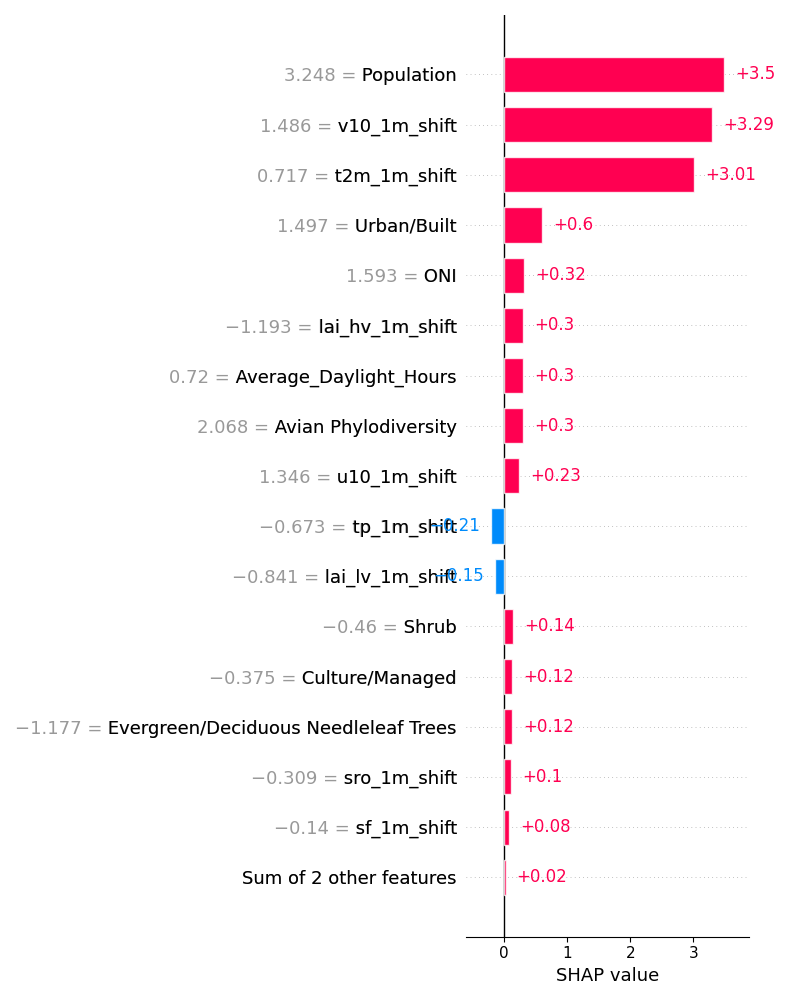 3.248 = Population +3.5
1.486 = v10_1m_shift +3.29
0.717 = t2m_1m_shift +3.01
1.497 = Urban/Built +0.6
1.593 = ONI +0.32
−1.193 = lai_hv_1m_shift +0.3
0.72 = Average_Daylight_Hours +0.3
2.068 = Avian Phylodiversity +0.3
1.346 = u10_1m_shift +0.23
−0.673 = tp_1m_shift −0.21
−0.841 = lai_lv_1m_shift −0.15
−0.46 = Shrub +0.14
−0.375 = Culture/Managed +0.12
−1.177 = Evergreen/Deciduous Needleleaf Trees +0.12
−0.309 = sro_1m_shift +0.1
−0.14 = sf_1m_shift +0.08
Sum of 2 other features +0.02
0 1 2 3
SHAP value